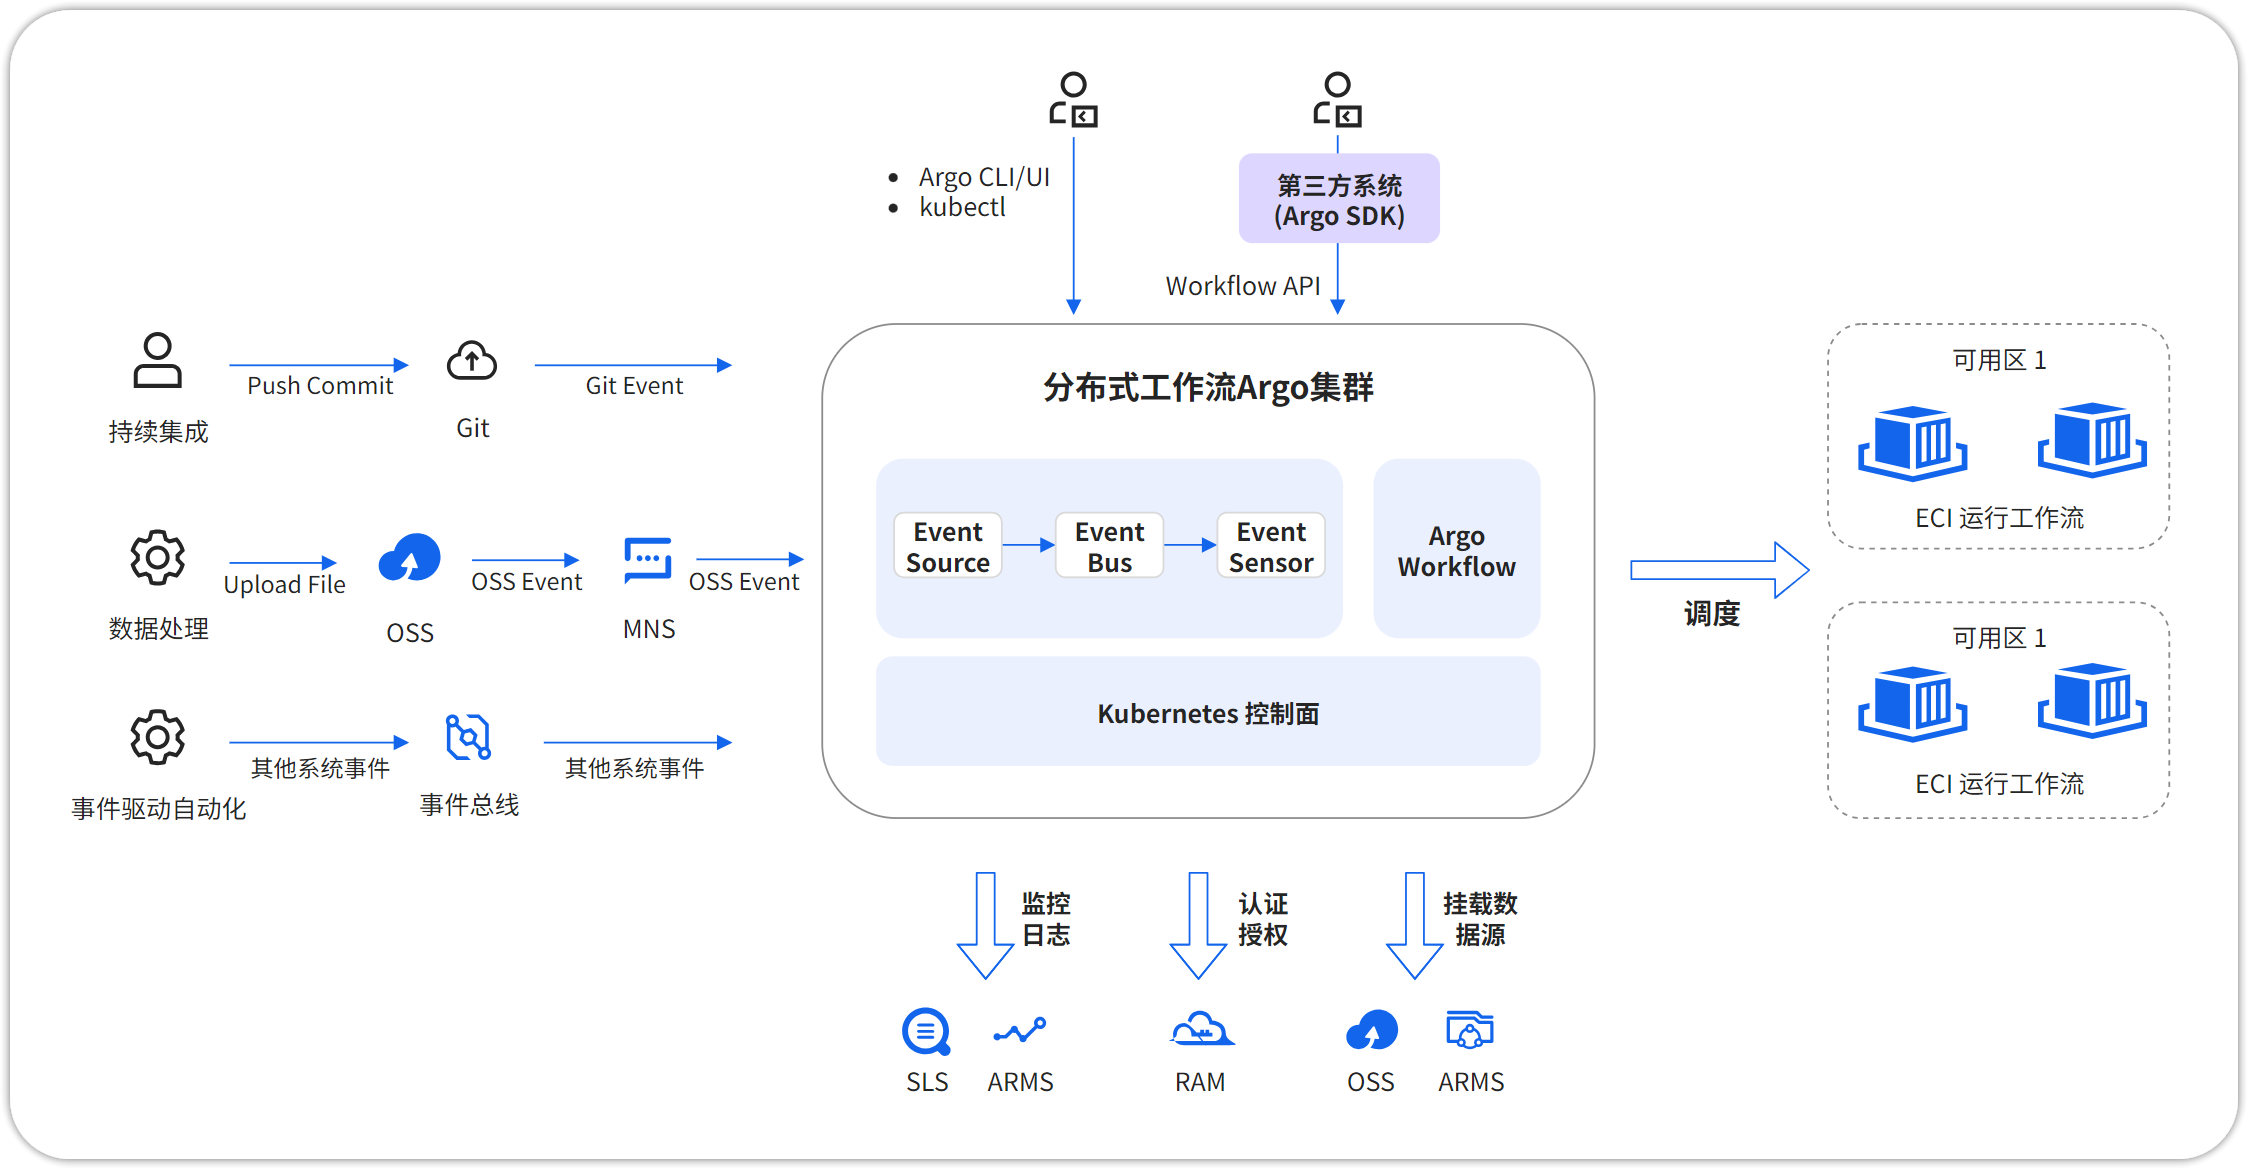 Argo CLI/UI
kubectl
第三方系统
(Argo SDK)
Workflow API
Push Commit
Git Event
持续集成
Git
Upload File
OSS Event
OSS Event
数据处理
OSS
MNS
其他系统事件
其他系统事件
事件驱动自动化
事件总线
分布式工作流Argo集群
Event
Source
Event
Bus
Event
Sensor
Argo
Workflow
Kubernetes 控制面
调度
可用区 1
ECI 运行工作流
可用区 1
ECI 运行工作流
监控
日志
认证
授权
挂载数
据源
SLS
ARMS
RAM
OSS
ARMS